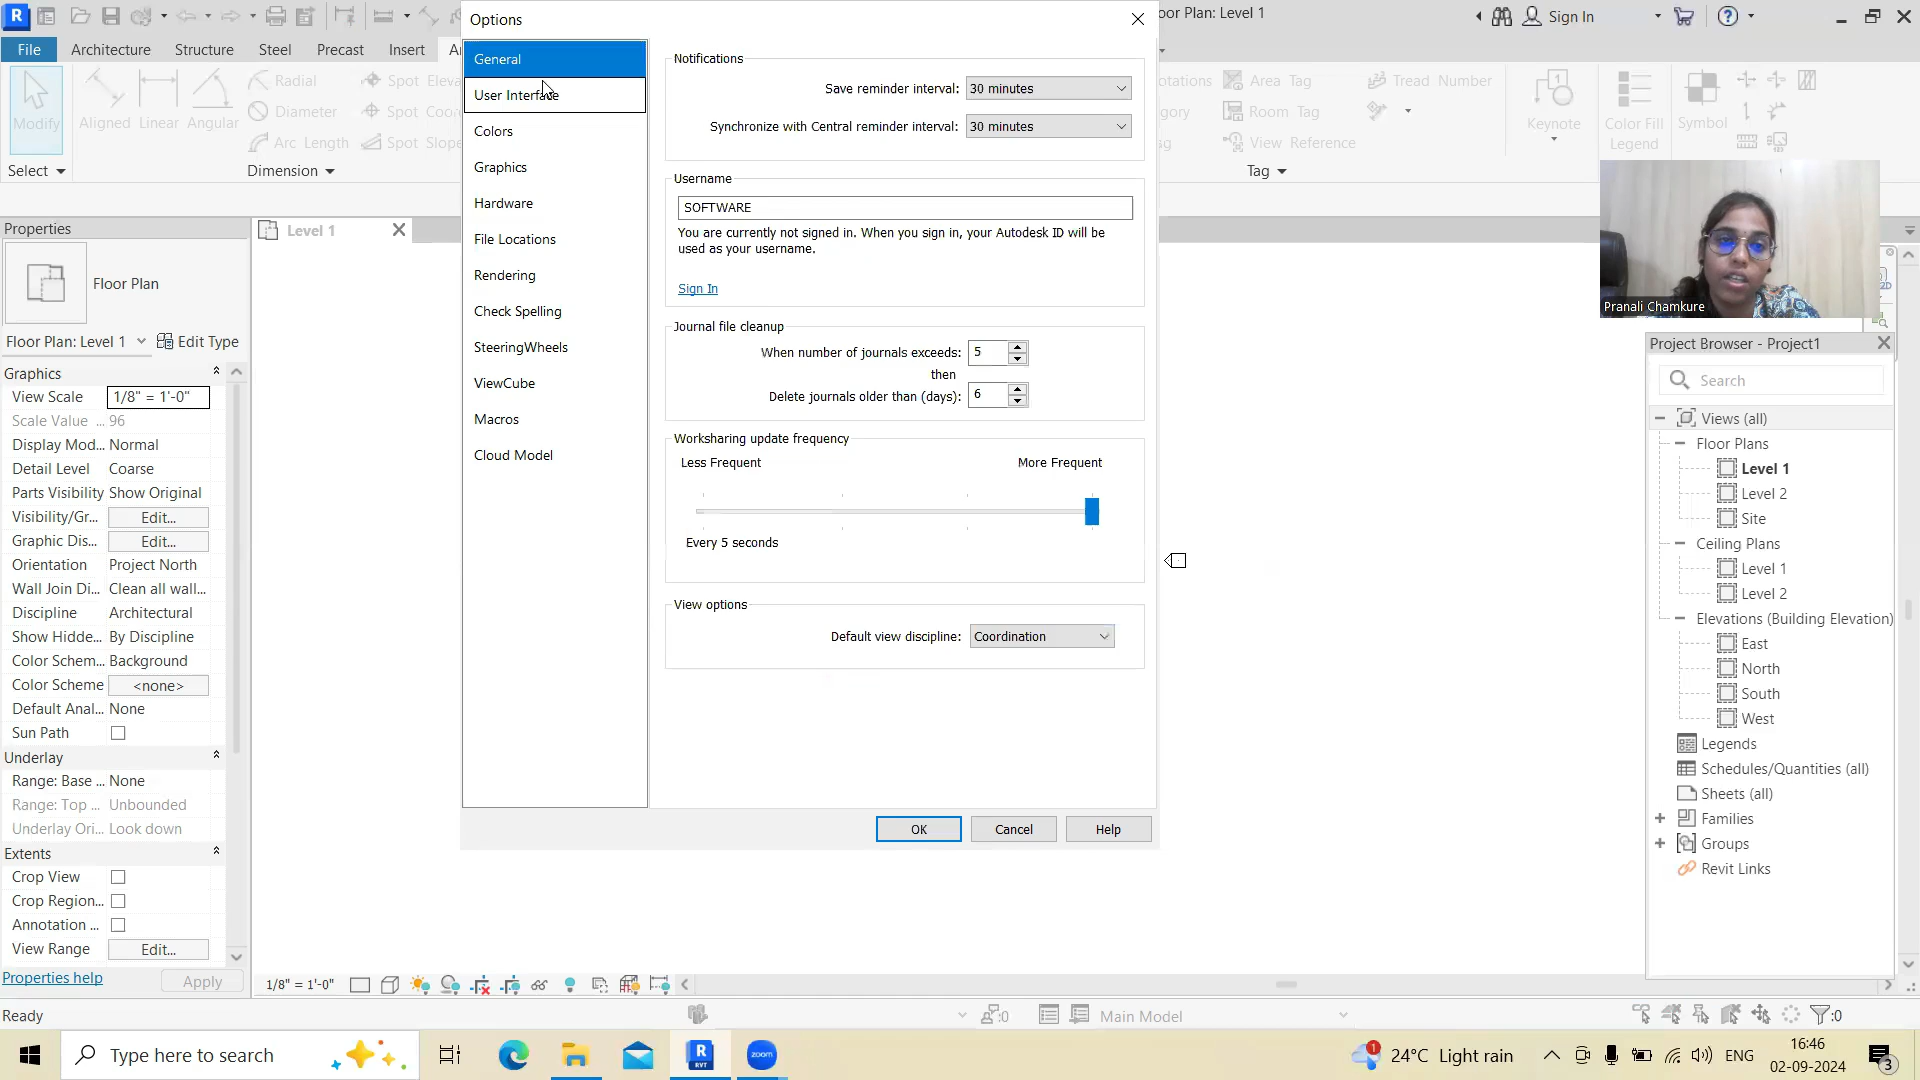 Options
oor Plan: Level 1
Sign In
File
Architecture
Structure
Steel
Precast
Insert
Modify
Aligned
Linear
Angular
Radial
Diameter
Arc Length
Spot Eleva
Spot Coo
Spot Slope
Area Tag
Room Tag
View Reference
Tread Number
Keynote
Color Fill
Legend
Symbol
Select
Dimension
Tag
Properties
Floor Plan
Floor Plan: Level 1
Edit Type
Graphics
View Scale 1/8" = 1'-0"
Scale Value ... 96
Display Mod... Normal
Detail Level Coarse
Parts Visibility Show Original
Visibility/Gr... Edit...
Graphic Dis... Edit...
Orientation Project North
Wall Join Di... Clean all wall...
Discipline Architectural
Show Hidde... By Discipline
Color Schem... Background
Color Scheme <none>
Default Anal... None
Sun Path
Underlay
Range: Base ... None
Range: Top ... Unbounded
Underlay Ori... Look down
Extents
Crop View
Crop Region...
Annotation ...
View Range Edit...
Properties help
Apply
Level 1
General
User Interface
Colors
Graphics
Hardware
File Locations
Rendering
Check Spelling
SteeringWheels
ViewCube
Macros
Cloud Model
Notifications
Save reminder interval: 30 minutes
Synchronize with Central reminder interval: 30 minutes
Username
SOFTWARE
You are currently not signed in. When you sign in, your Autodesk ID will be
used as your username.
Sign In
Journal file cleanup
When number of journals exceeds: 5
then
Delete journals older than (days): 6
Worksharing update frequency
Less Frequent More Frequent
Every 5 seconds
View options
Default view discipline: Coordination
OK
Cancel
Help
Pranali Chamkure
Project Browser - Project1
Search
Views (all)
Floor Plans
Level 1
Level 2
Site
Ceiling Plans
Level 1
Level 2
Elevations (Building Elevation)
East
North
South
West
Legends
Schedules/Quantities (all)
Sheets (all)
Families
Groups
Revit Links
1/8" = 1'-0"
Ready
:0
Main Model
:0
Type here to search
R
RVT
zoom
1
24°C Light rain
ENG
16:46
02-09-2024
3